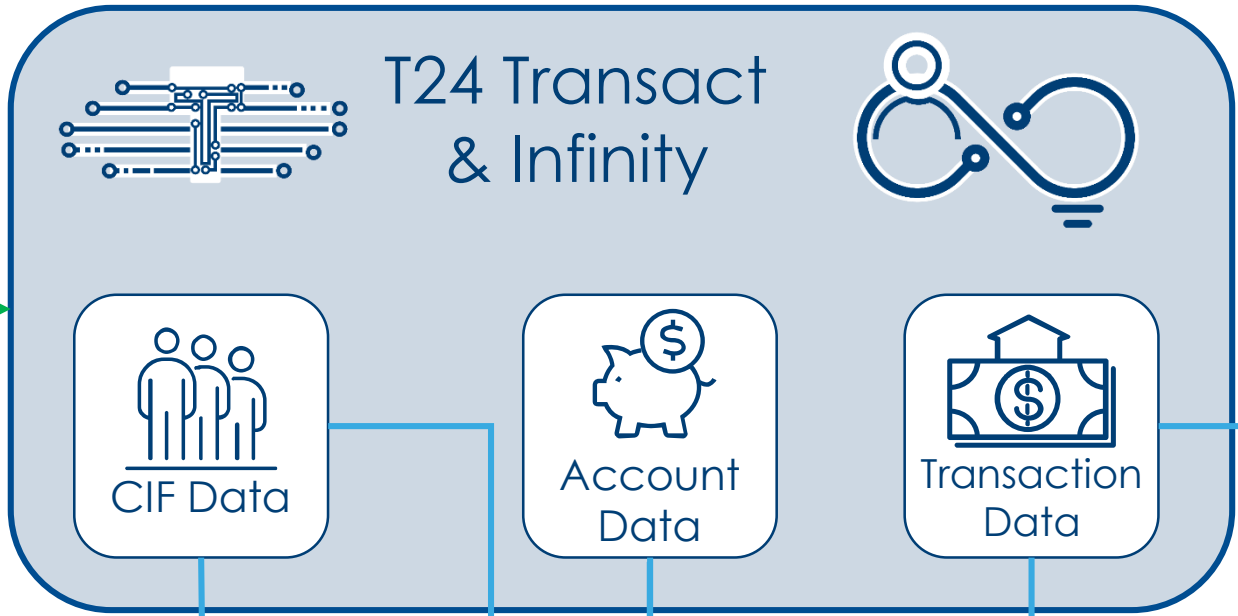 T24 Transact
& Infinity
CIF Data
Account
Data
Transaction
Data